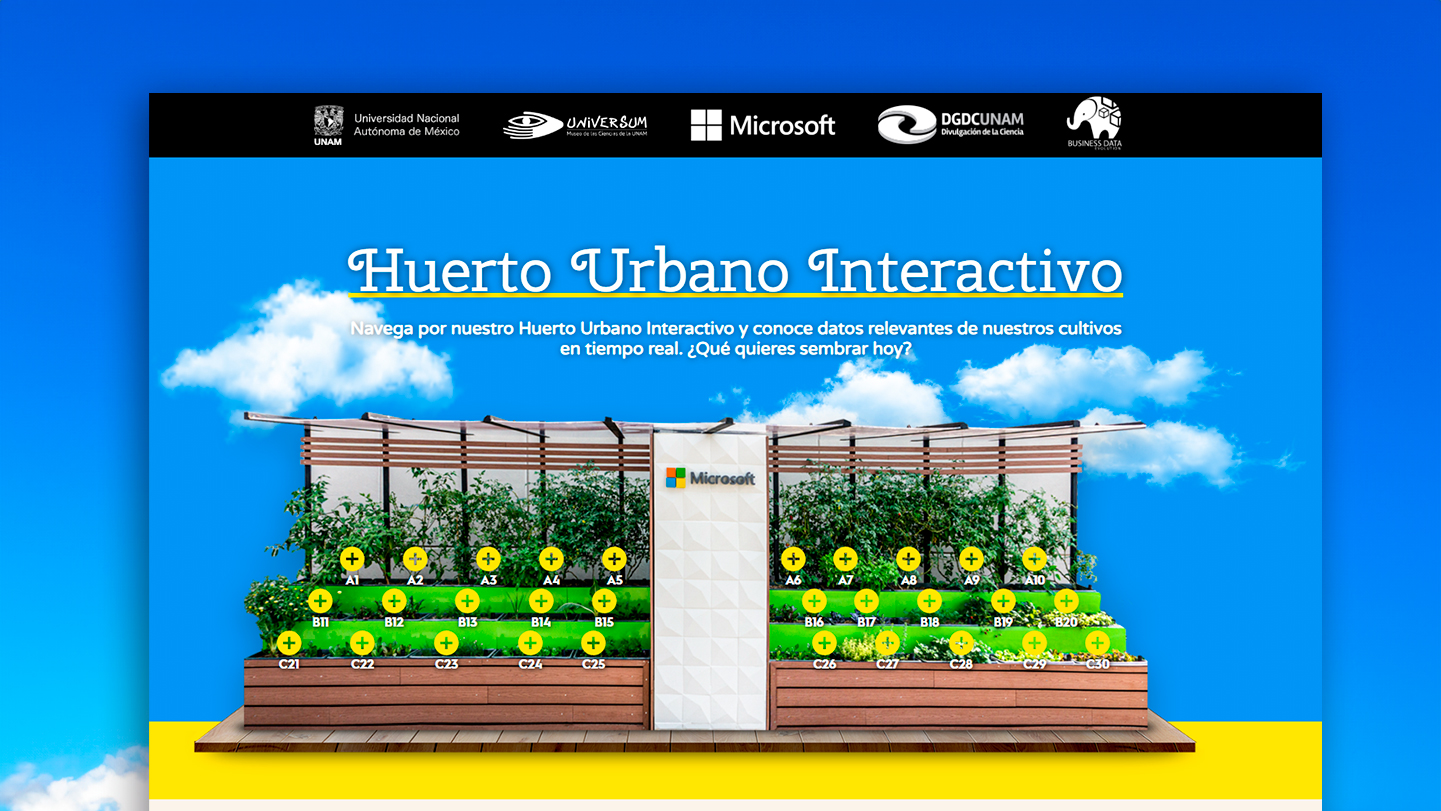 UNAM
Universidad Nacional
Autónoma de México
UNIVERSUM
Museo de las Ciencias de la UNAM
Microsoft
DGDCUNAM
Divulgación de la Ciencia
BUSINESS DATA
EVOLUTION
Huerto Urbano Interactivo
Navega por nuestro Huerto Urbano Interactivo y conoce datos relevantes de nuestros cultivos
en tiempo real. ¿Qué quieres sembrar hoy?
Microsoft
A1 A2 A3 A4 A5 A6 A7 A8 A9 A10
B11 B12 B13 B14 B15 B16 B17 B18 B19 B20
C21 C22 C23 C24 C25 C26 C27 C28 C29 C30